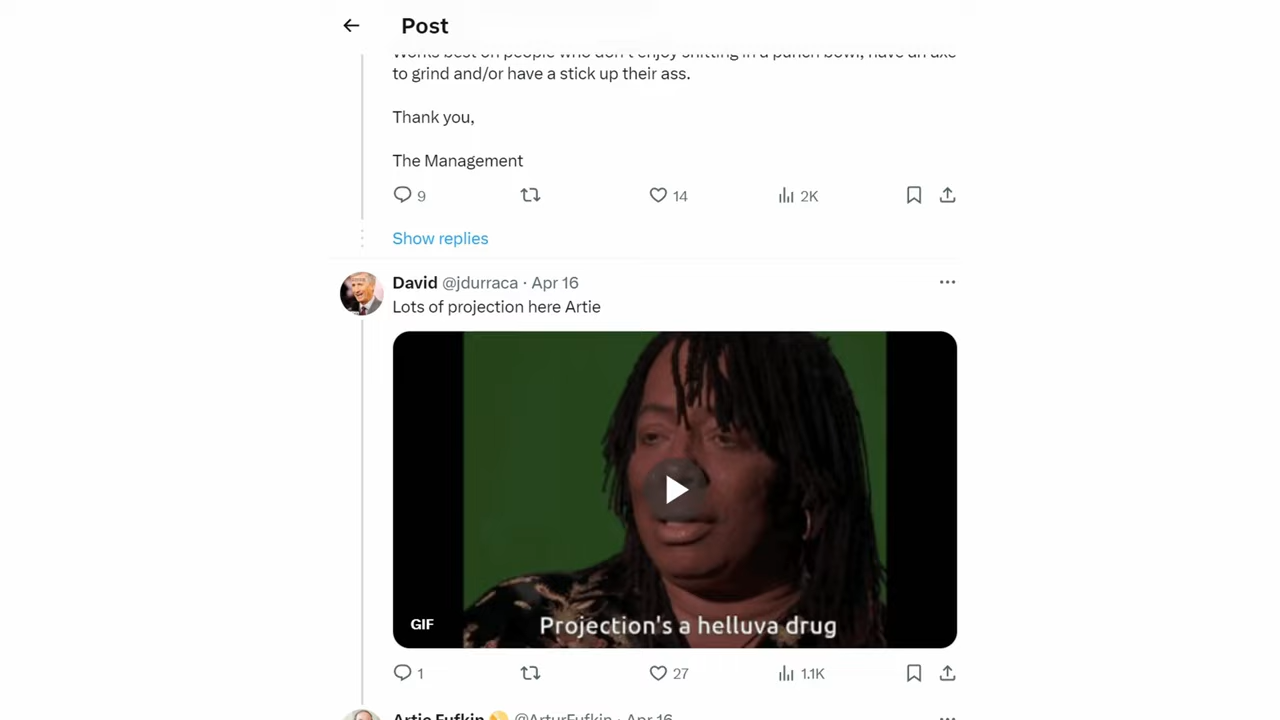 Post
Works best on people who don't enjoy shitting in a punch bowl, have an axe
to grind and/or have a stick up their ass.
Thank you,
The Management
9 14 2K
Show replies
David @jdurraca · Apr 16
Lots of projection here Artie
GIF
Projection's a helluva drug
1 27 1.1K
Artie Fufkin @ArturFufkin · Apr 16